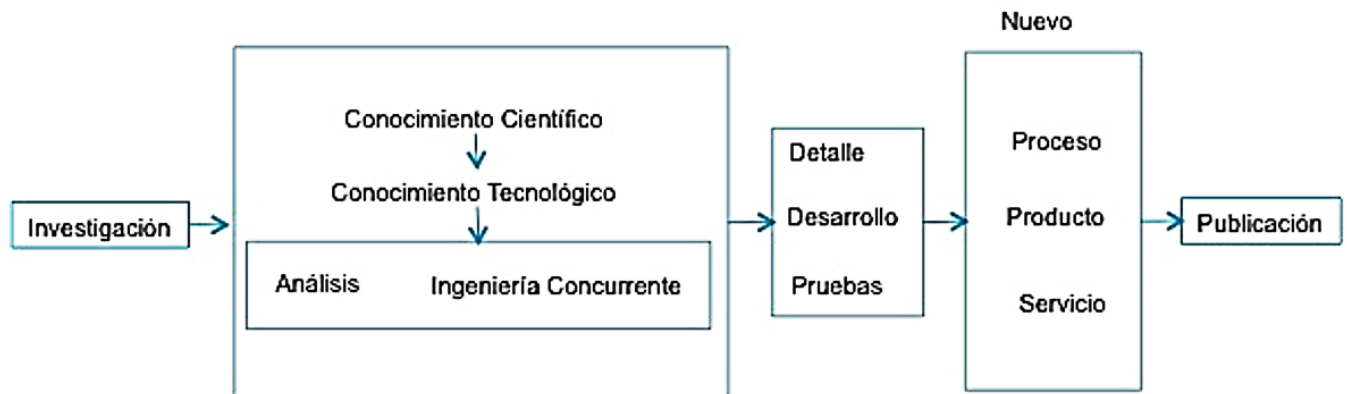 Investigación
Conocimiento Científico
Conocimiento Tecnológico
Análisis
Ingeniería Concurrente
Detalle
Desarrollo
Pruebas
Nuevo
Proceso
Producto
Servicio
Publicación